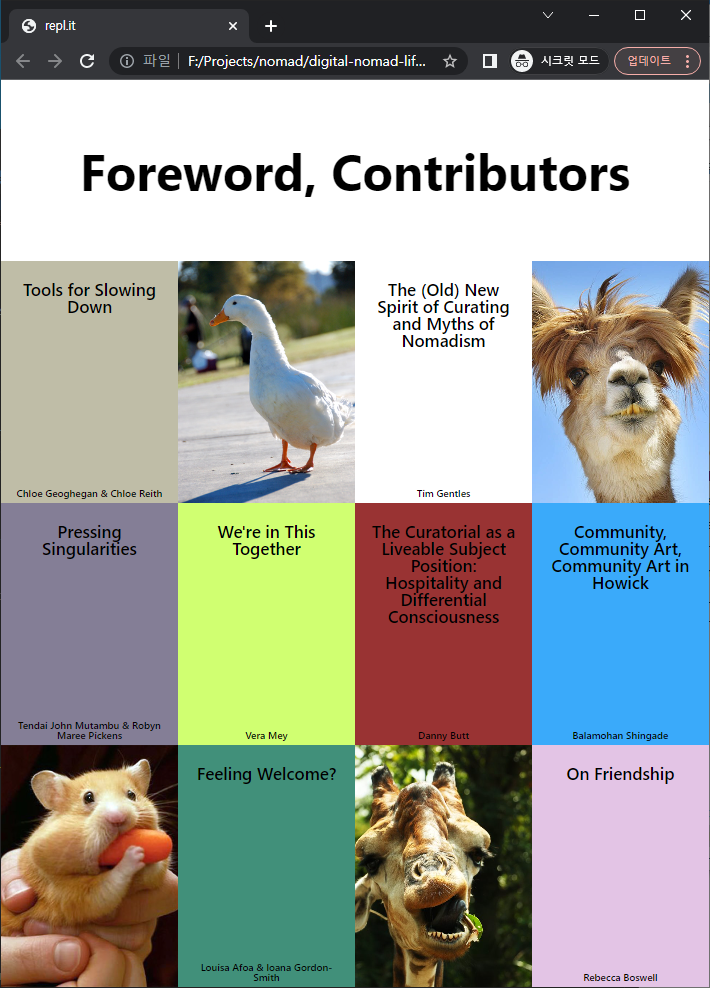 repl.it
파일
F:/Projects/nomad/digital-nomad-lif...
시크릿 모드
업데이트
Foreword, Contributors
Tools for Slowing
Down
Chloe Geoghegan & Chloe Reith
The (Old) New
Spirit of Curating
and Myths of
Nomadism
Tim Gentles
Pressing
Singularities
Tendai John Mutambu & Robyn
Maree Pickens
We're in This
Together
Vera Mey
The Curatorial as a
Liveable Subject
Position:
Hospitality and
Differential
Consciousness
Danny Butt
Community,
Community Art,
Community Art in
Howick
Balamohan Shingade
Feeling Welcome?
Louisa Afoa & Ioana Gordon-
Smith
On Friendship
Rebecca Boswell